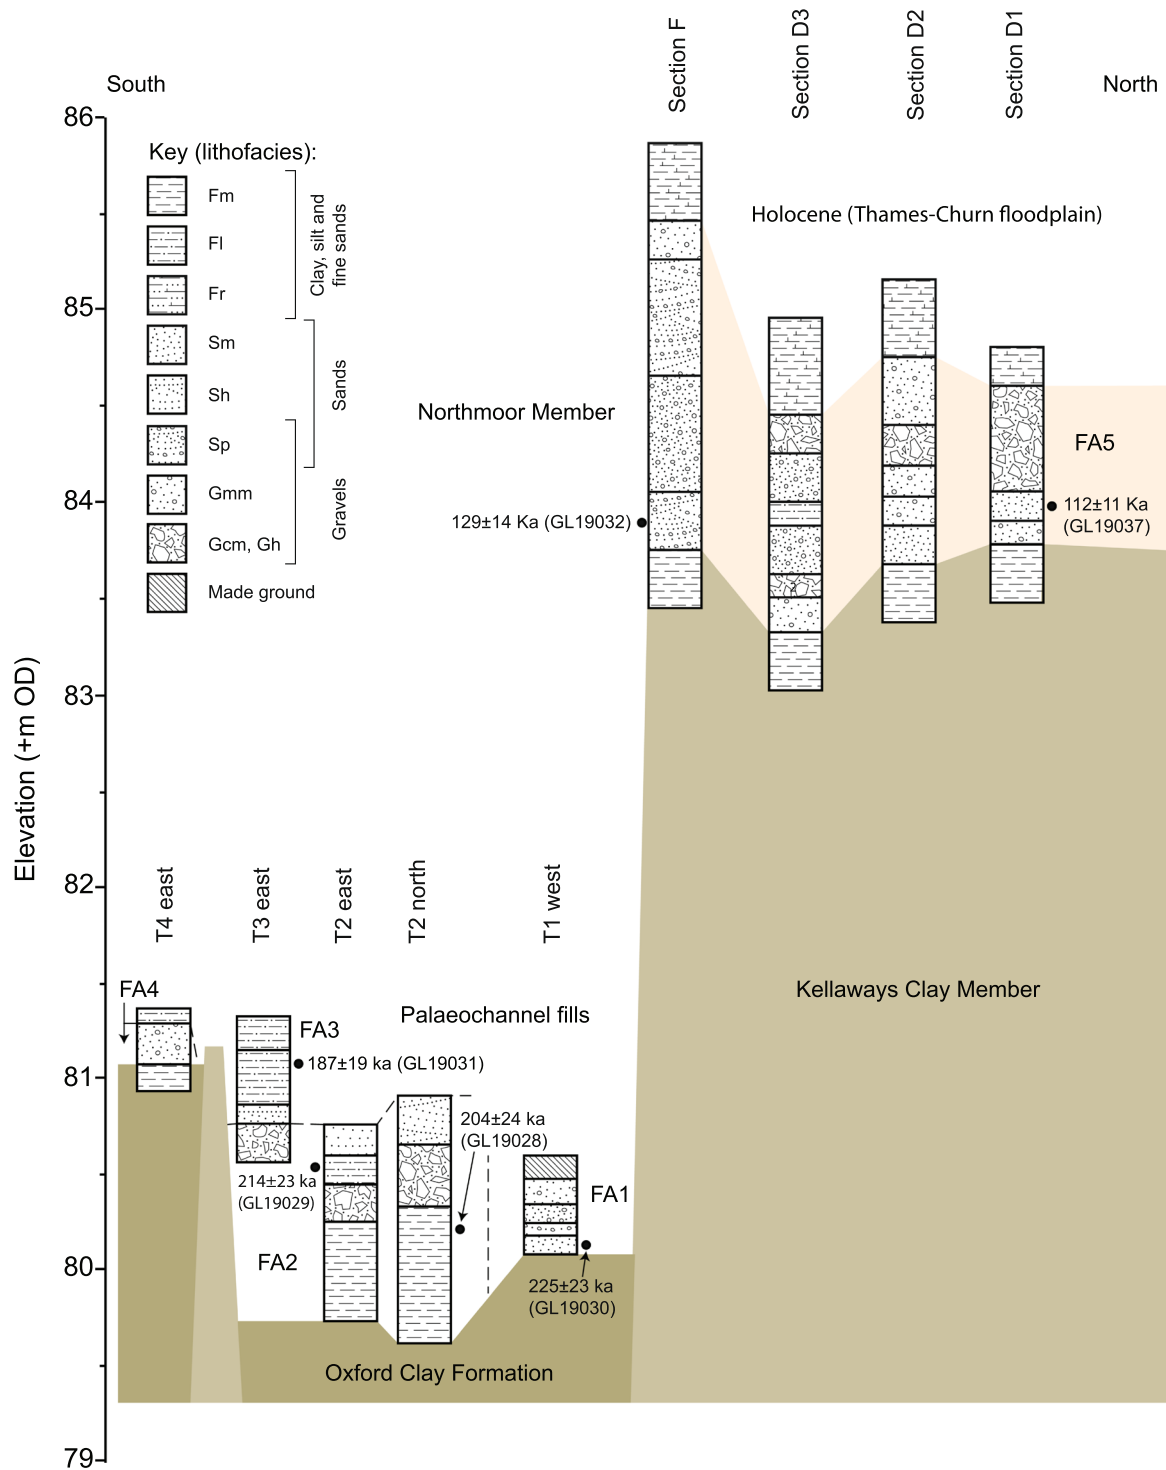 Section F
Section D3
Section D2
Section D1
South
North
86
85
84
83
82
81
80
79
Elevation (+m OD)
Key (lithofacies):
Fm
Fl
Fr
Sm
Sh
Sp
Gmm
Gcm, Gh
Made ground
Clay, silt and
fine sands
Sands
Gravels
Holocene (Thames-Churn floodplain)
Northmoor Member
FA5
129±14 Ka (GL19032)
112±11 Ka
(GL19037)
T4 east
T3 east
T2 east
T2 north
T1 west
FA4
Kellaways Clay Member
Palaeochannel fills
FA3
187±19 ka (GL19031)
204±24 ka
(GL19028)
214±23 ka
(GL19029)
FA1
FA2
225±23 ka
(GL19030)
Oxford Clay Formation